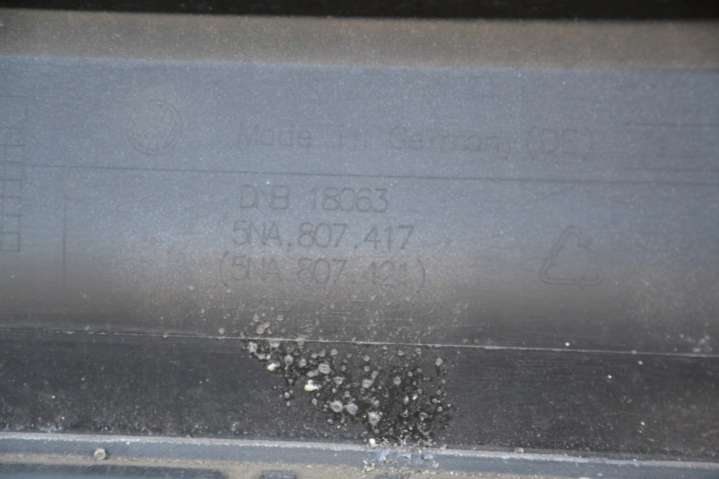 Made in Germany (DE)
DNB 18063
5NA.807.417
(5NA.807.421)